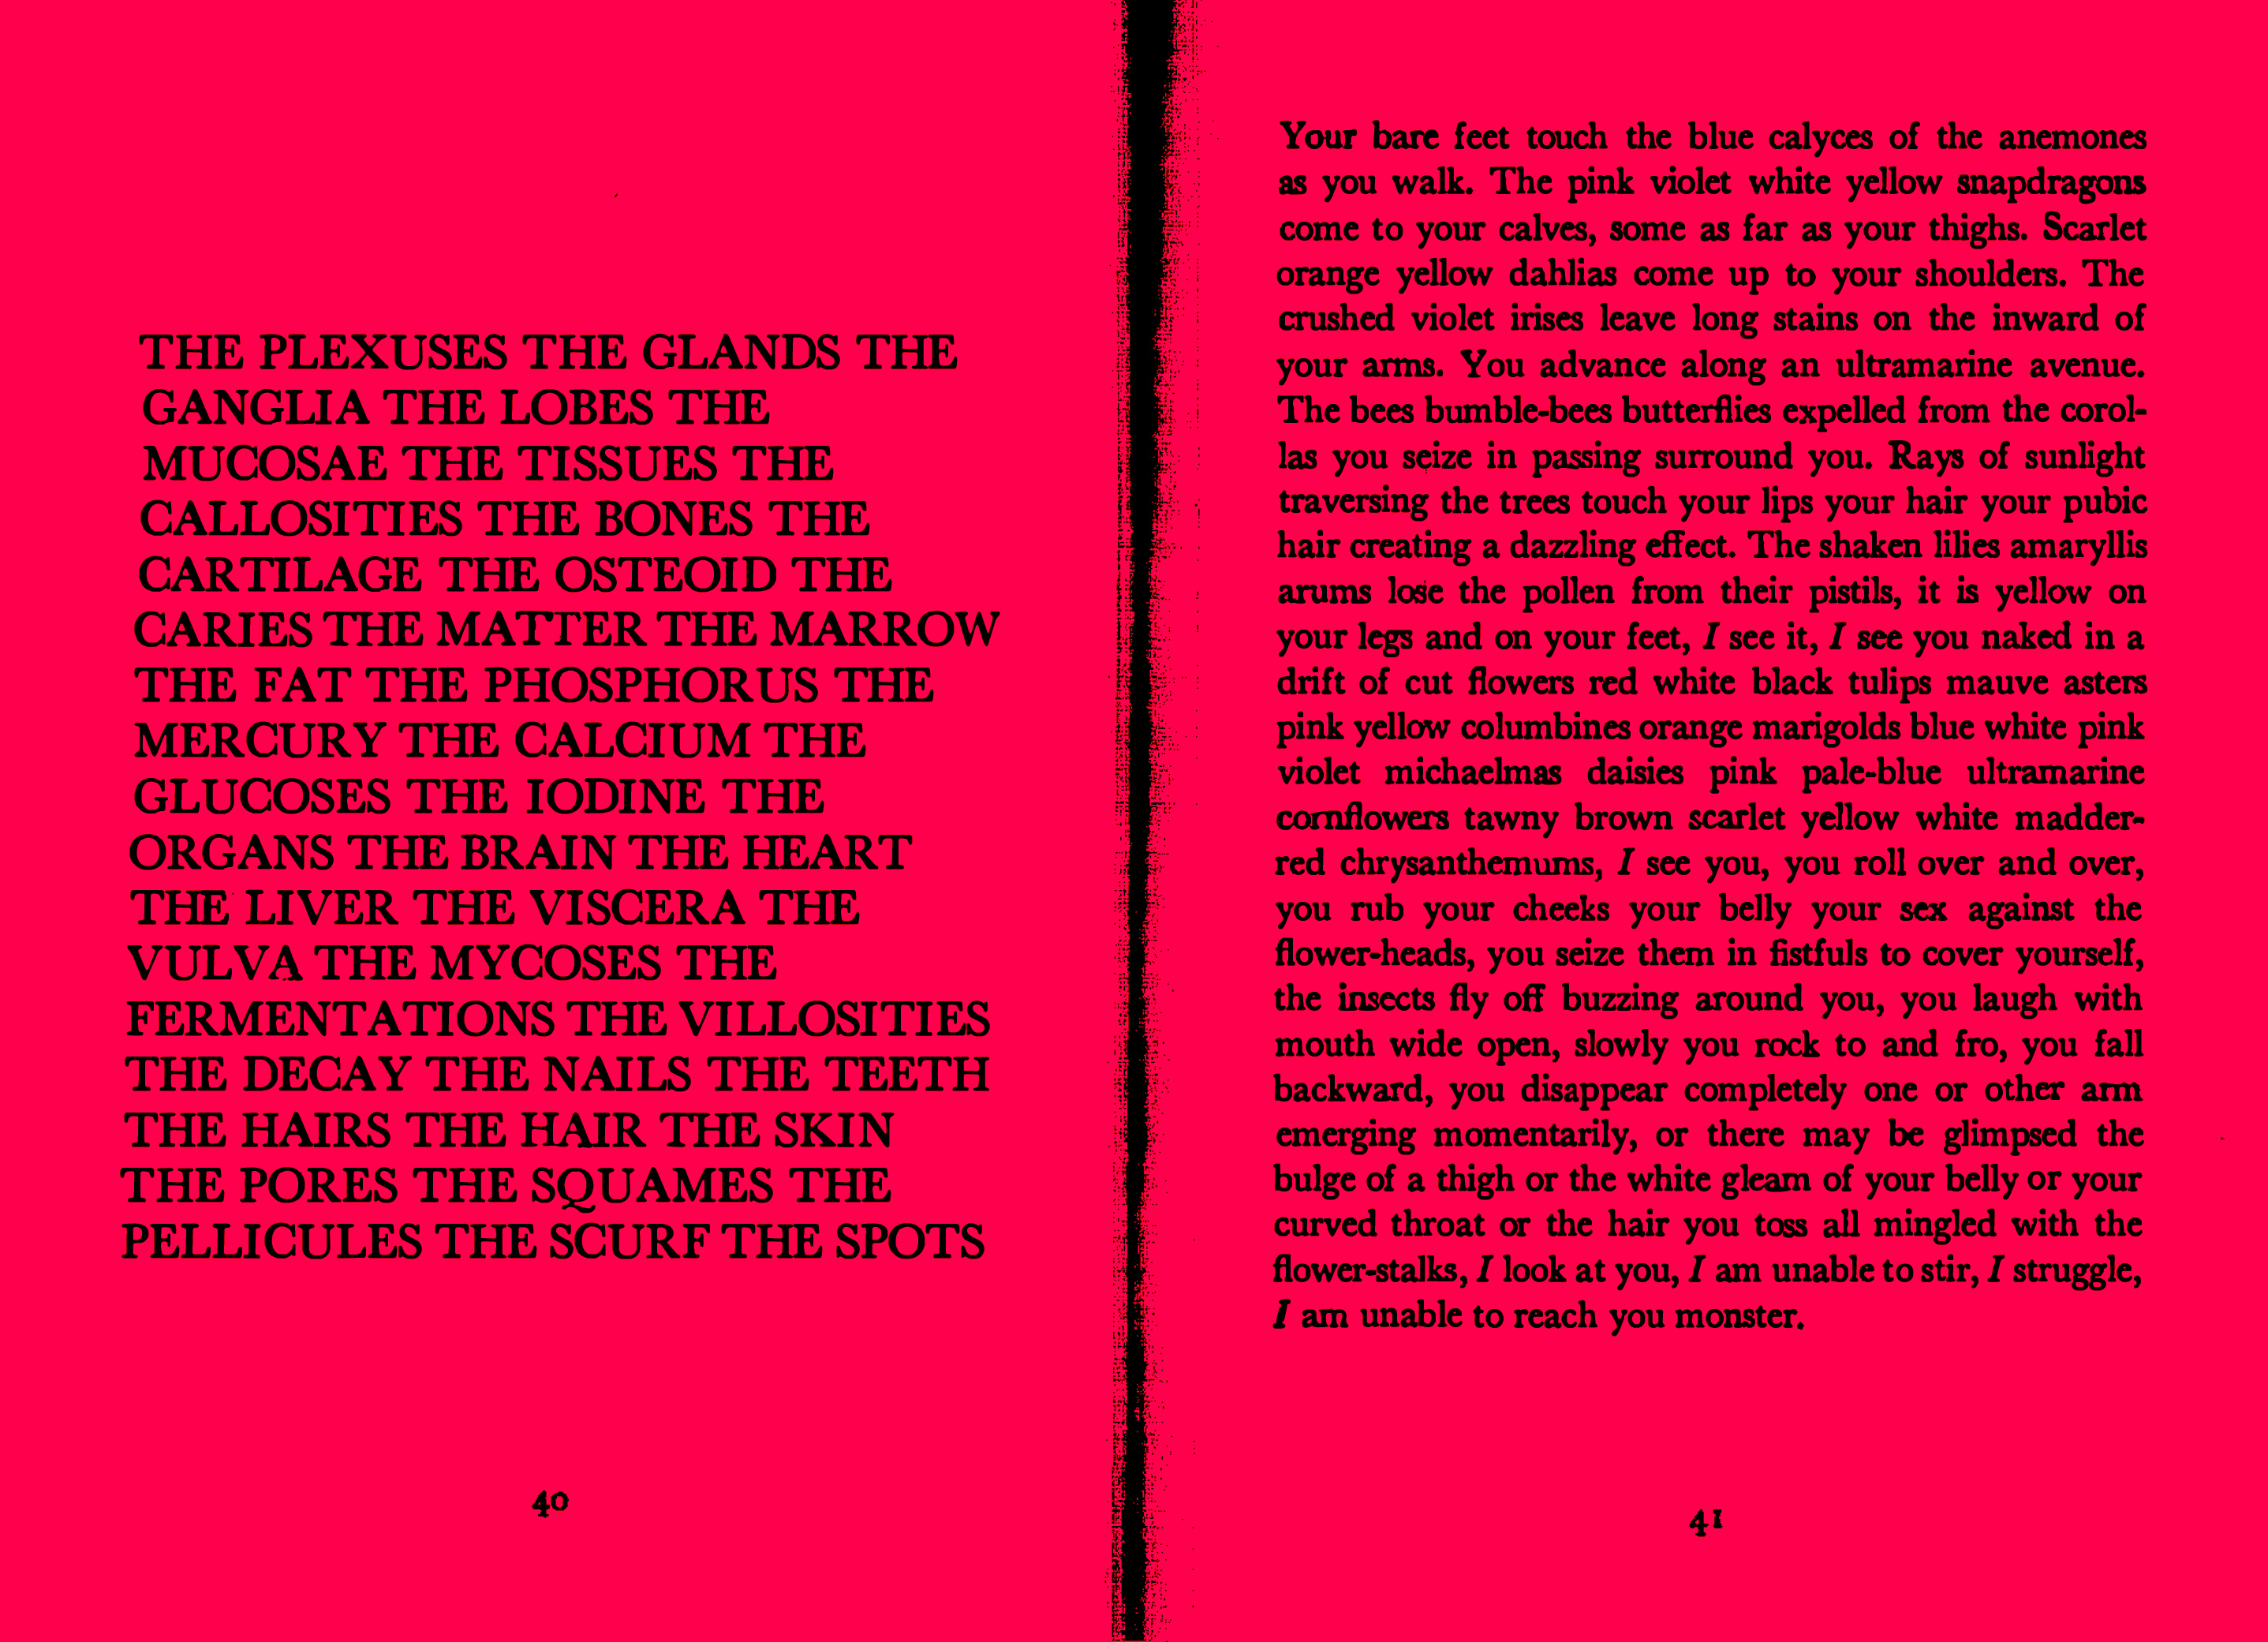 THE PLEXUSES THE GLANDS THE
GANGLIA THE LOBES THE
MUCOSAE THE TISSUES THE
CALLOSITIES THE BONES THE
CARTILAGE THE OSTEOID THE
CARIES THE MATTER THE MARROW
THE FAT THE PHOSPHORUS THE
MERCURY THE CALCIUM THE
GLUCOSES THE IODINE THE
ORGANS THE BRAIN THE HEART
THE LIVER THE VISCERA THE
VULVA THE MYCOSES THE
FERMENTATIONS THE VILLOSITIES
THE DECAY THE NAILS THE TEETH
THE HAIRS THE HAIR THE SKIN
THE PORES THE SQUAMES THE
PELLICULES THE SCURF THE SPOTS
40
Your bare feet touch the blue calyces of the anemones
as you walk. The pink violet white yellow snapdragons
come to your calves, some as far as your thighs. Scarlet
orange yellow dahlias come up to your shoulders. The
crushed violet irises leave long stains on the inward of
your arms. You advance along an ultramarine avenue.
The bees bumble-bees butterflies expelled from the corol-
las you seize in passing surround you. Rays of sunlight
traversing the trees touch your lips your hair your pubic
hair creating a dazzling effect. The shaken lilies amaryllis
arums lose the pollen from their pistils, it is yellow on
your legs and on your feet, I see it, I see you naked in a
drift of cut flowers red white black tulips mauve asters
pink yellow columbines orange marigolds blue white pink
violet michaelmas daisies pink pale-blue ultramarine
cornflowers tawny brown scarlet yellow white madder-
red chrysanthemums, I see you, you roll over and over,
you rub your cheeks your belly your sex against the
flower-heads, you seize them in fistfuls to cover yourself,
the insects fly off buzzing around you, you laugh with
mouth wide open, slowly you rock to and fro, you fall
backward, you disappear completely one or other arm
emerging momentarily, or there may be glimpsed the
bulge of a thigh or the white gleam of your belly or your
curved throat or the hair you toss all mingled with the
flower-stalks, I look at you, I am unable to stir, I struggle,
I am unable to reach you monster.
41